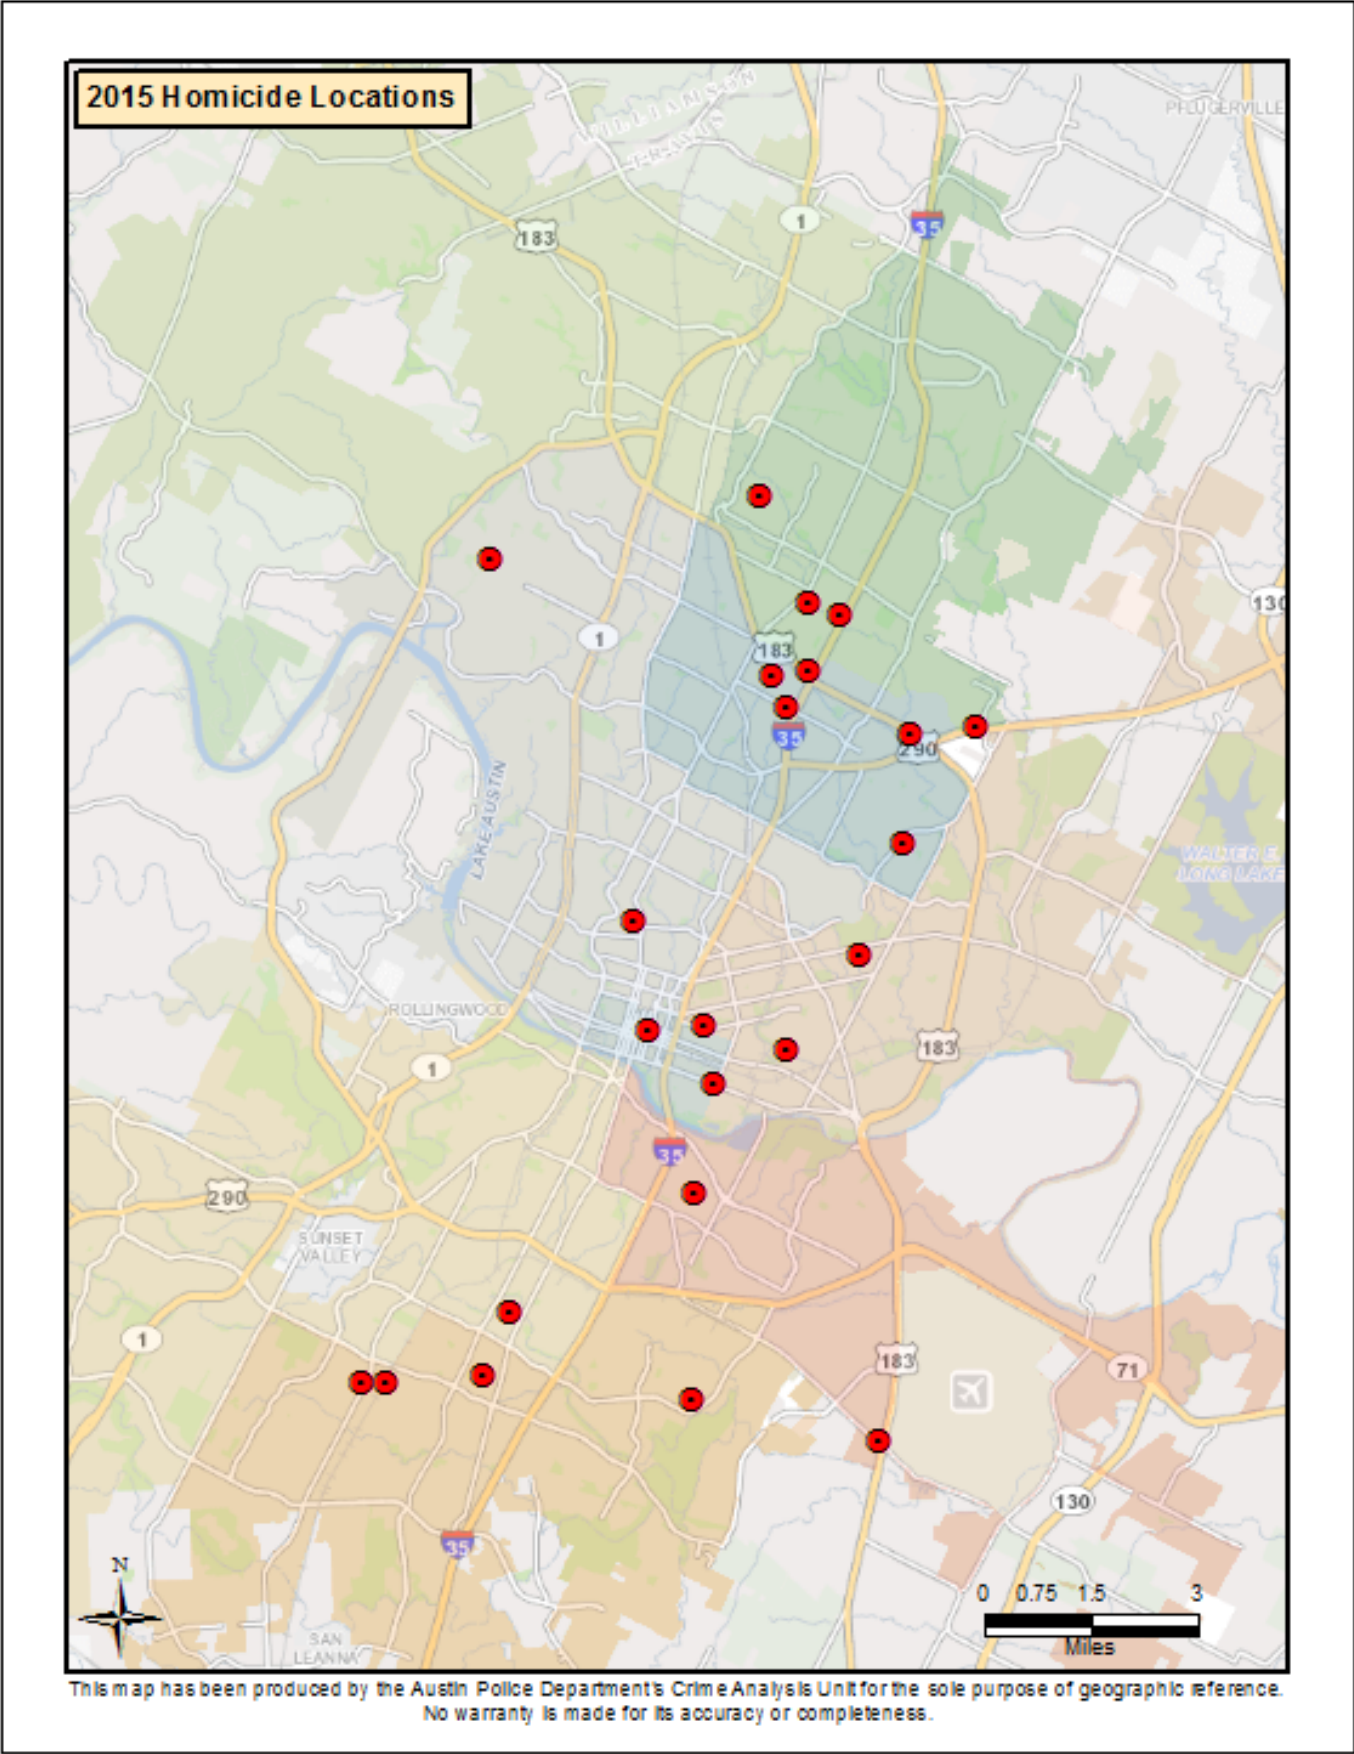 2015 Homicide Locations
WILLIAMSON
TRAVIS
PFLUGERVILLE
183
1
35
130
1
183
35
290
LAKE AUSTIN
WALTER E.
LONG LAKE
ROLLINGWOOD
1
183
35
290
SUNSET
VALLEY
1
183
71
130
35
N
SAN
LEANNA
0 0.75 1.5 3
Miles
This map has been produced by the Austin Police Department's Crime Analysis Unit for the sole purpose of geographic reference.
No warranty is made for its accuracy or completeness.